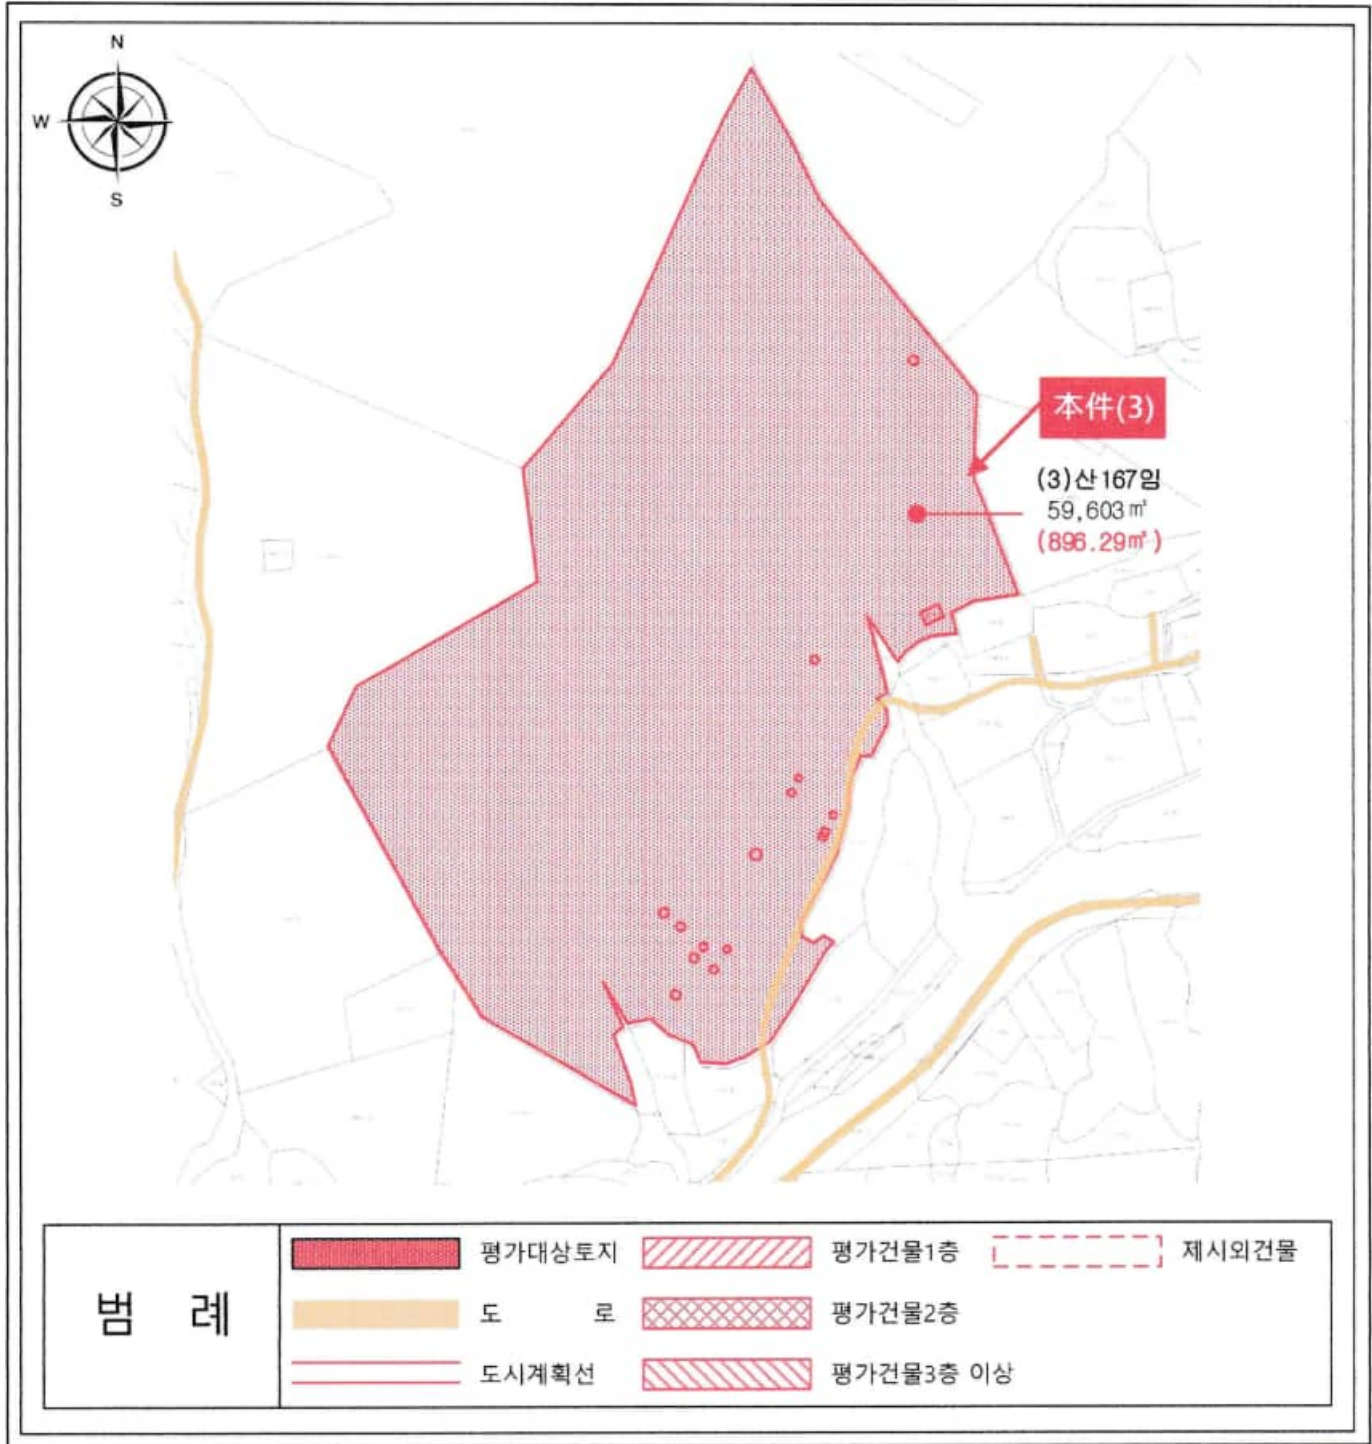 N
W
S
本件(3)
(3)산167임
59,603㎡
(896.29㎡)
범 례
평가대상토지
평가건물1층
제시외건물
도 로
평가건물2층
도시계획선
평가건물3층 이상